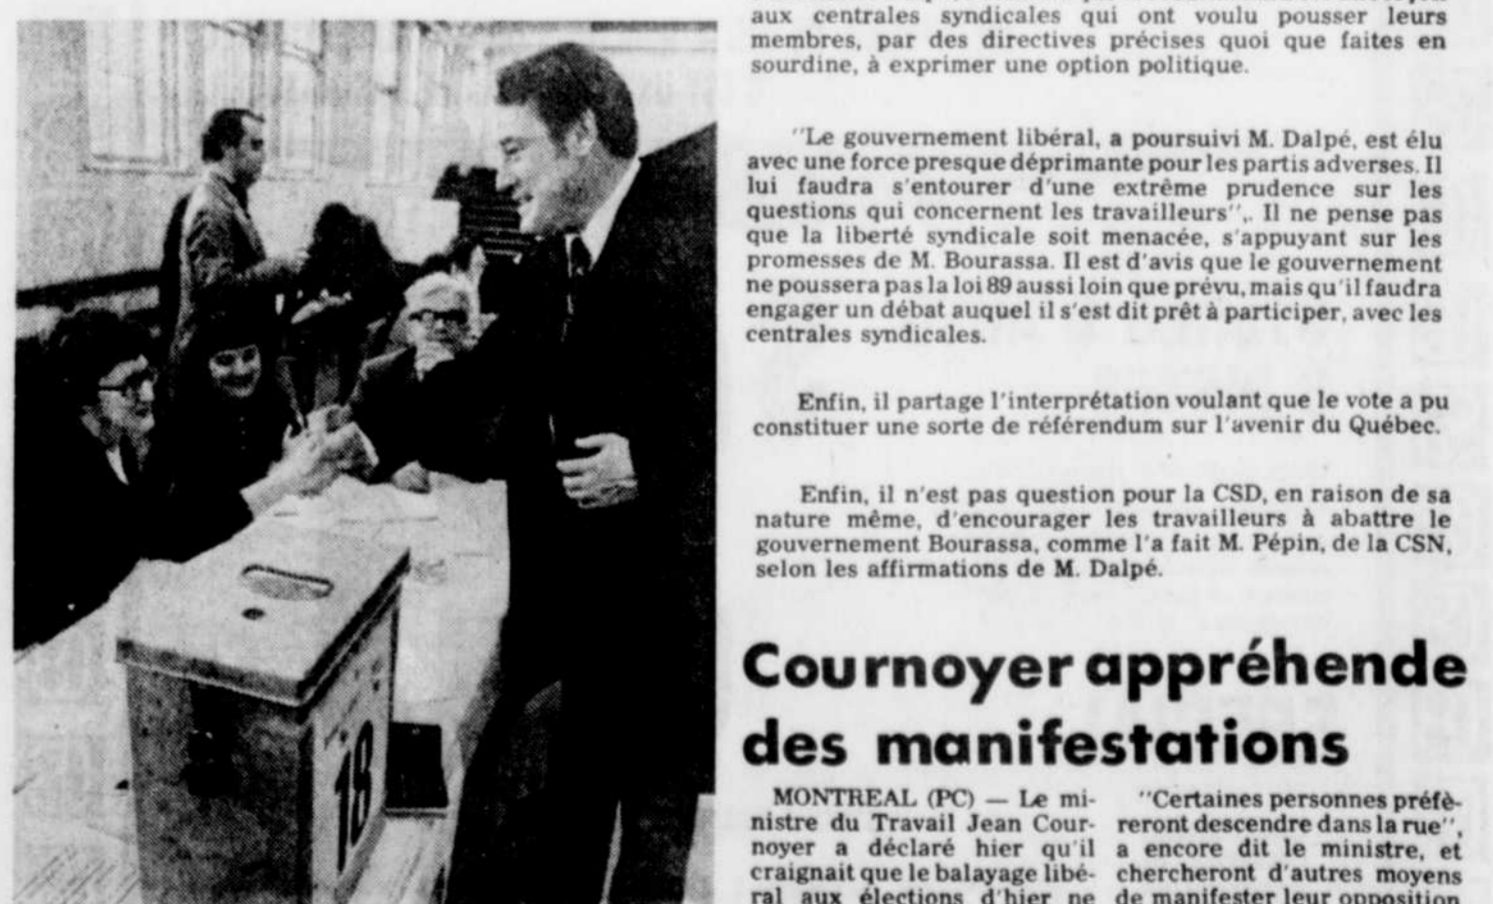 aux centrales syndicales qui ont voulu pousser leurs
membres, par des directives précises quoi que faites en
sourdine, à exprimer une option politique.
"Le gouvernement libéral, a poursuivi M. Dalpé, est élu
avec une force presque déprimante pour les partis adverses. Il
lui faudra s'entourer d'une extrême prudence sur les
questions qui concernent les travailleurs",. Il ne pense pas
que la liberté syndicale soit menacée, s'appuyant sur les
promesses de M. Bourassa. Il est d'avis que le gouvernement
ne poussera pas la loi 89 aussi loin que prévu, mais qu'il faudra
engager un débat auquel il s'est dit prêt à participer, avec les
centrales syndicales.
Enfin, il partage l'interprétation voulant que le vote a pu
constituer une sorte de référendum sur l'avenir du Québec.
Enfin, il n'est pas question pour la CSD, en raison de sa
nature même, d'encourager les travailleurs à abattre le
gouvernement Bourassa, comme l'a fait M. Pépin, de la CSN,
selon les affirmations de M. Dalpé.
Cournoyer appréhende
des manifestations
MONTREAL (PC) — Le mi-
nistre du Travail Jean Cour-
noyer a déclaré hier qu'il
craignait que le balayage libé-
ral aux élections d'hier ne
"Certaines personnes préfè-
reront descendre dans la rue",
a encore dit le ministre, et
chercheront d'autres moyens
de manifester leur opposition
18